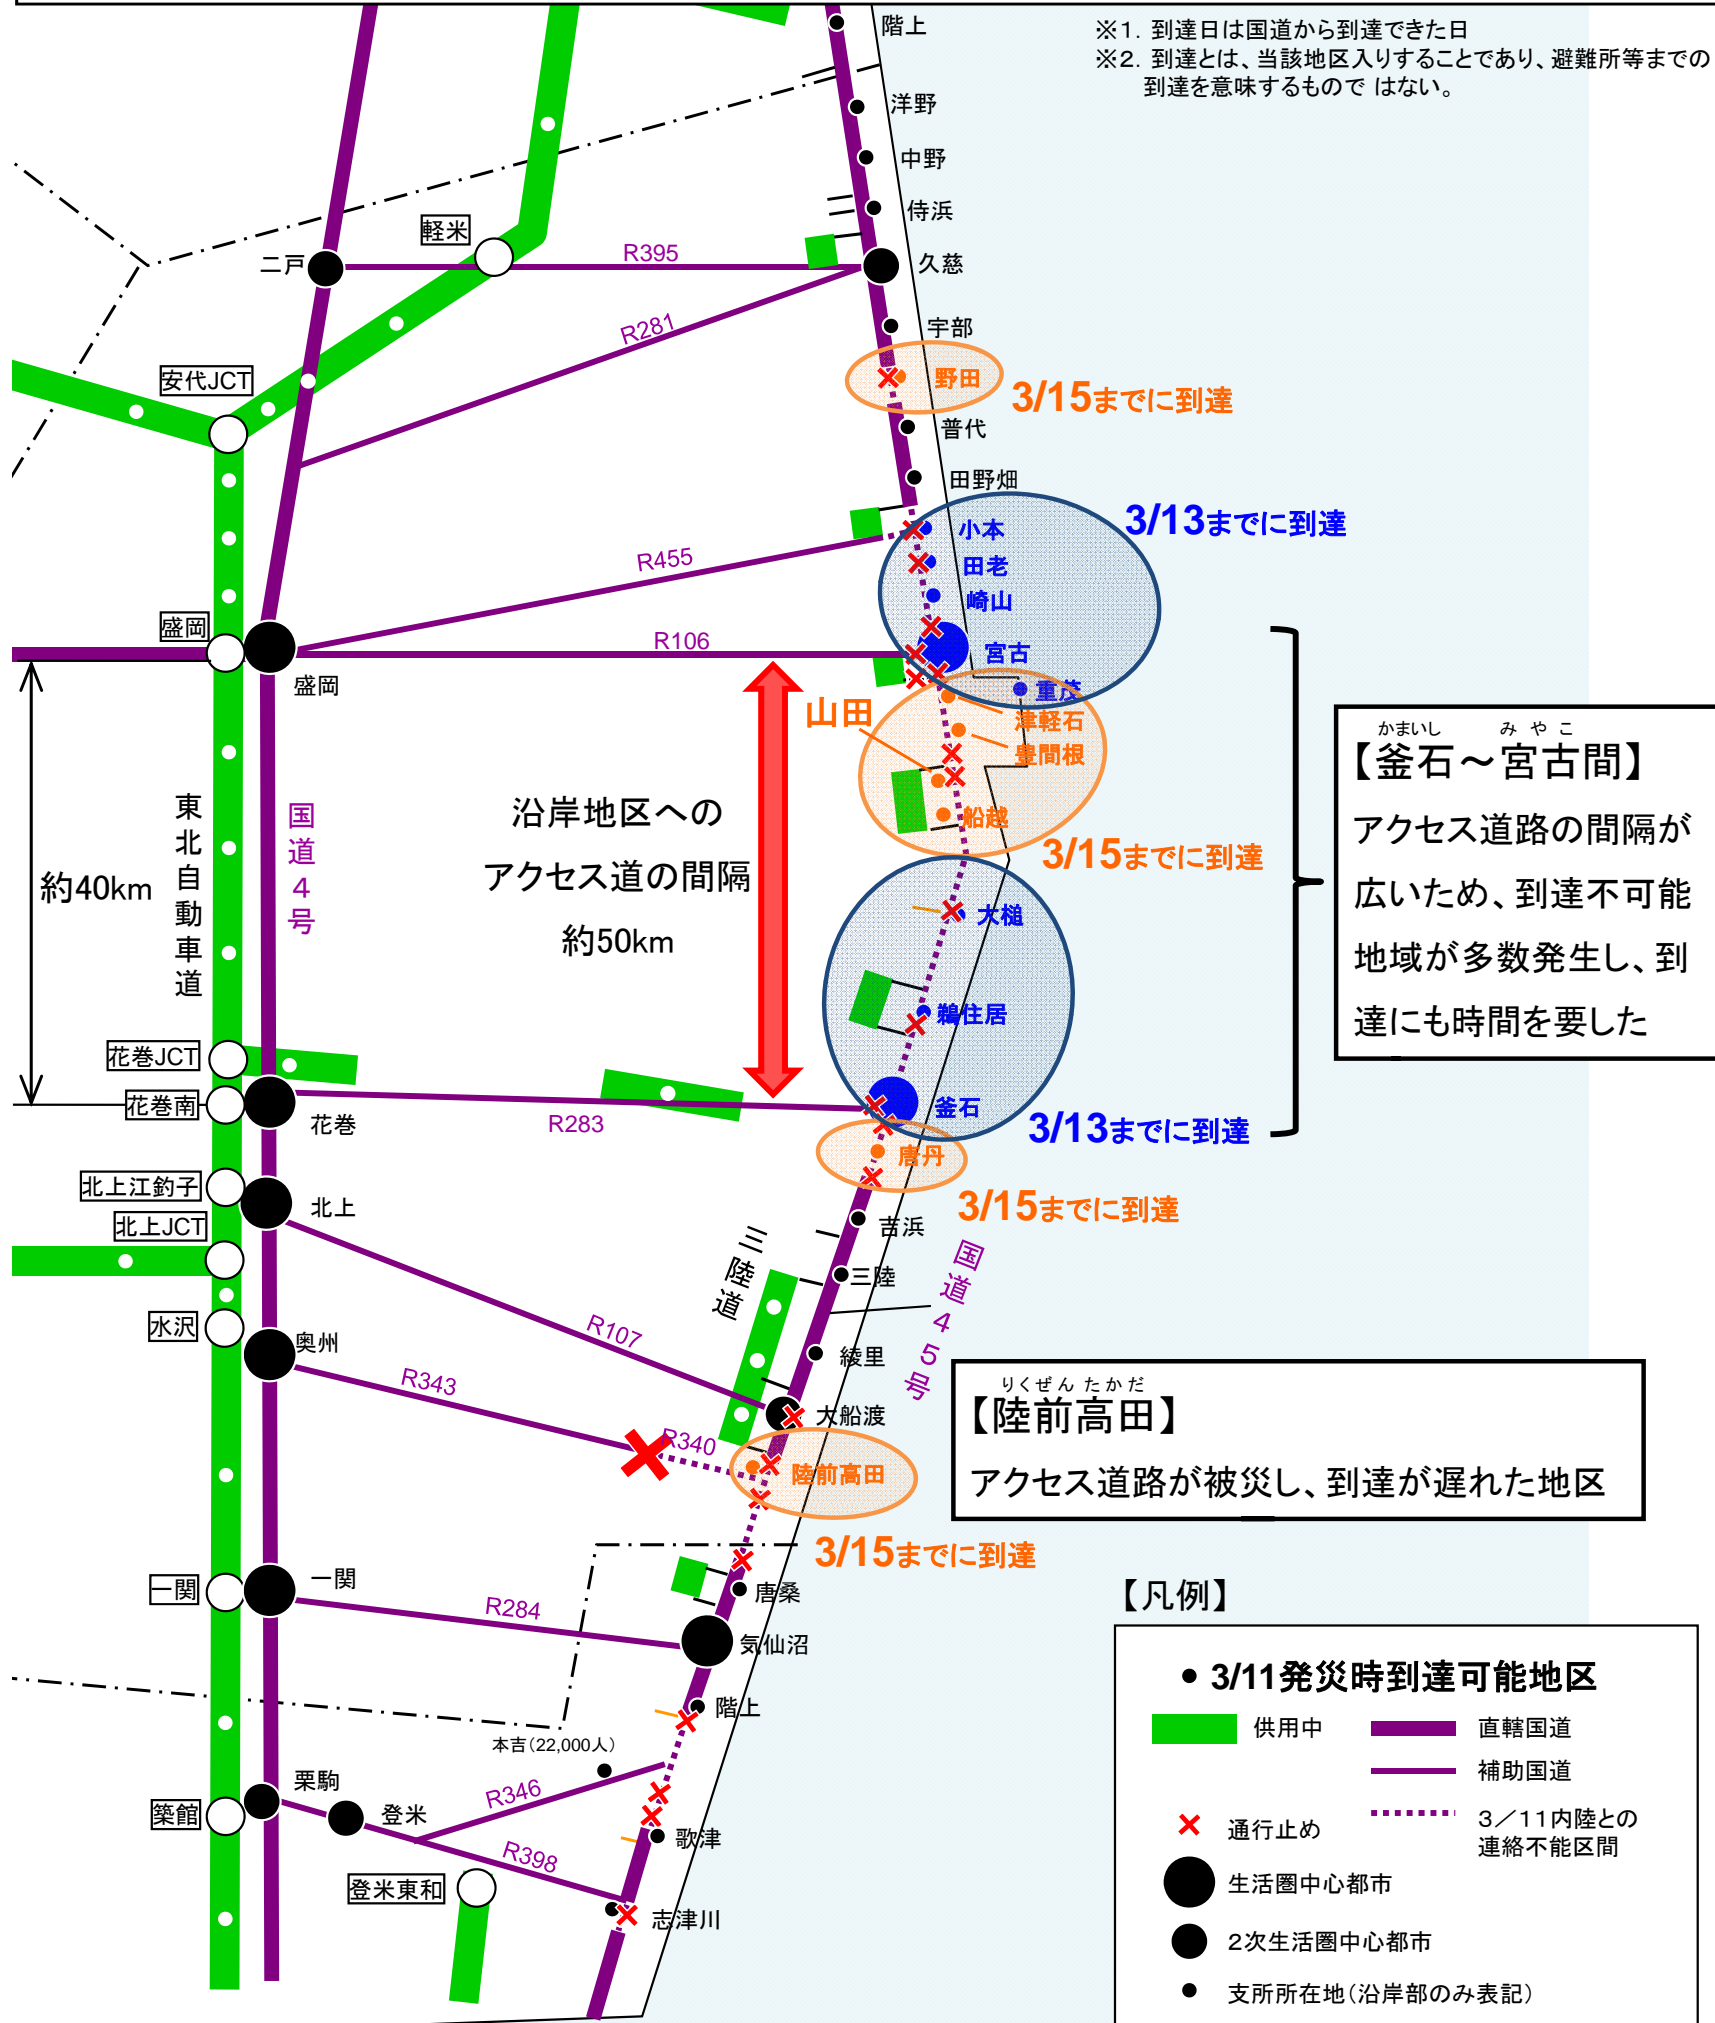 ※1. 到達日は国道から到達できた日
※2. 到達とは、当該地区入りすることであり、避難所等までの
到達を意味するもので はない。
階上
洋野
中野
侍浜
軽米
二戸
R395
久慈
R281
宇部
安代JCT
野田
3/15までに到達
普代
田野畑
3/13までに到達
小本
田老
崎山
R455
盛岡
R106
宮古
盛岡
重茂
山田
津軽石
豊間根
船越
3/15までに到達
東北自動車道
国道4号
約40km
沿岸地区への
アクセス道の間隔
約50km
かまいし みやこ
【釜石～宮古間】
アクセス道路の間隔が
広いため、到達不可能
地域が多数発生し、到
達にも時間を要した
大槌
鵜住居
花巻JCT
花巻南
花巻
R283
釜石
3/13までに到達
唐丹
3/15までに到達
北上江釣子
北上
北上JCT
吉浜
三陸道
三陸
国道45号
水沢
奥州
R107
綾里
R343
大船渡
R340
陸前高田
3/15までに到達
りくぜん たかだ
【陸前高田】
アクセス道路が被災し、到達が遅れた地区
一関
一関
唐桑
R284
気仙沼
階上
本吉(22,000人)
栗駒
R346
築館
登米
歌津
R398
登米東和
志津川
【凡例】
3/11発災時到達可能地区
供用中
直轄国道
補助国道
通行止め
3／11内陸との
連絡不能区間
生活圏中心都市
2次生活圏中心都市
支所所在地(沿岸部のみ表記)